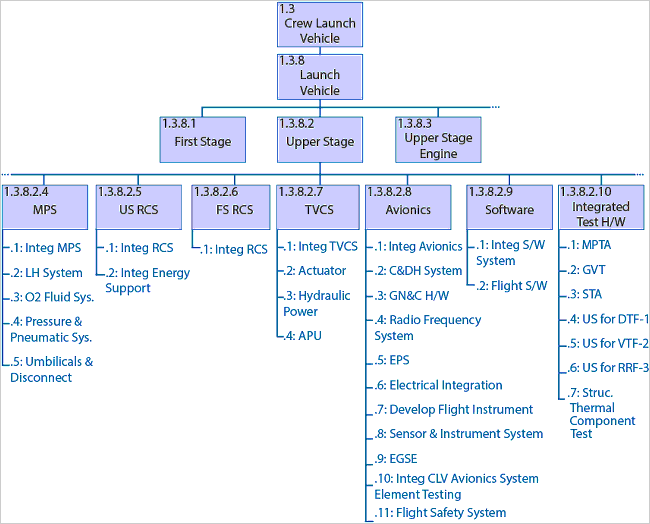 1.3
Crew Launch
Vehicle
1.3.8
Launch
Vehicle
1.3.8.1
First Stage
1.3.8.2
Upper Stage
1.3.8.3
Upper Stage
Engine
1.3.8.2.4
MPS
.1: Integ MPS
.2: LH System
.3: O2 Fluid Sys.
.4: Pressure &
Pneumatic Sys.
.5: Umbilicals &
Disconnect
1.3.8.2.5
US RCS
.1: Integ RCS
.2: Integ Energy
Support
1.3.8.2.6
FS RCS
.1: Integ RCS
1.3.8.2.7
TVCS
.1: Integ TVCS
.2: Actuator
.3: Hydraulic
Power
.4: APU
1.3.8.2.8
Avionics
.1: Integ Avionics
.2: C&DH System
.3: GN&C H/W
.4: Radio Frequency
System
.5: EPS
.6: Electrical Integration
.7: Develop Flight Instrument
.8: Sensor & Instrument System
.9: EGSE
.10: Integ CLV Avionics System
Element Testing
.11: Flight Safety System
1.3.8.2.9
Software
.1: Integ S/W
System
.2: Flight S/W
1.3.8.2.10
Integrated
Test H/W
.1: MPTA
.2: GVT
.3: STA
.4: US for DTF-1
.5: US for VTF-2
.6: US for RRF-3
.7: Struc.
Thermal
Component
Test